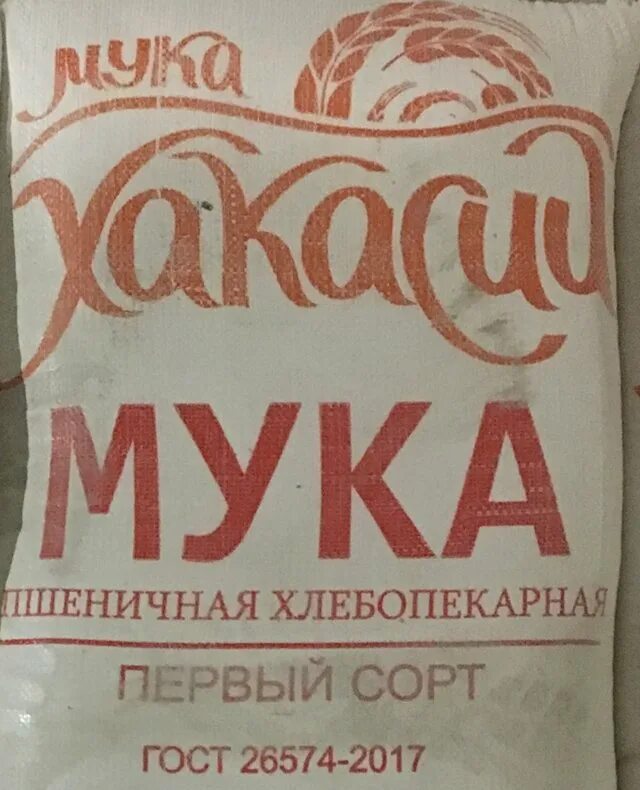 мука
Хакасии
МУКА
ПШЕНИЧНАЯ ХЛЕБОПЕКАРНАЯ
ПЕРВЫЙ СОРТ
ГОСТ 26574-2017